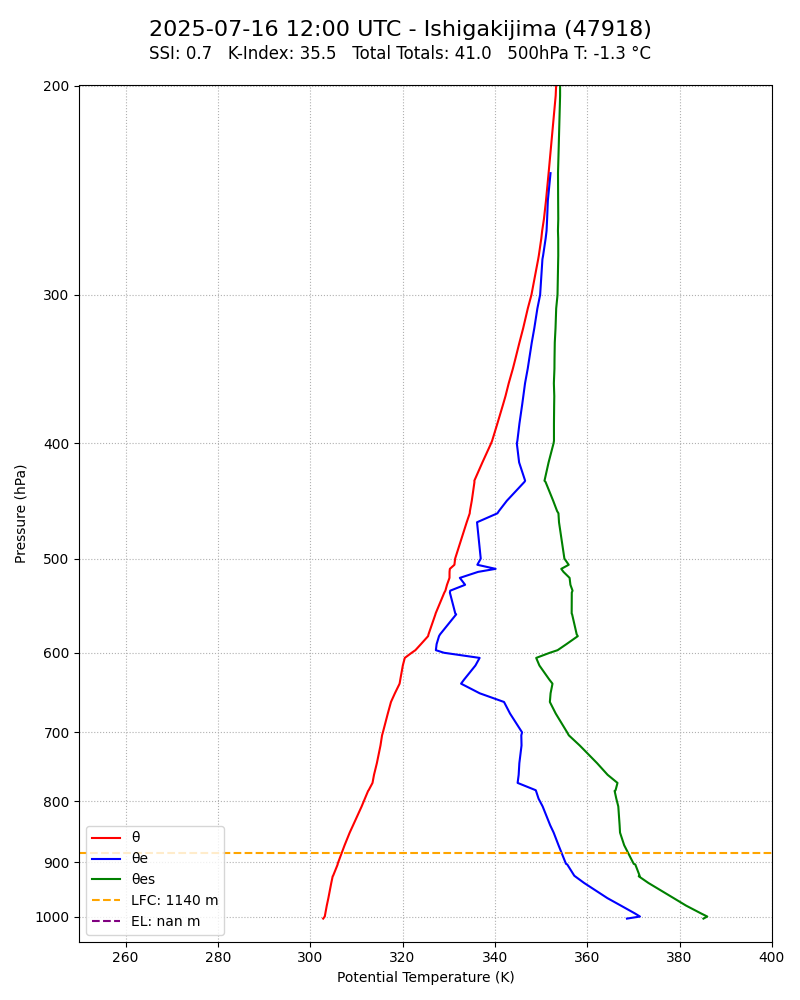 2025-07-16 12:00 UTC - Ishigakijima (47918)
SSI: 0.7   K-Index: 35.5   Total Totals: 41.0   500hPa T: -1.3 °C
Pressure (hPa)
200
300
400
500
600
700
800
900
1000
θ
θe
θes
LFC: 1140 m
EL: nan m
260 280 300 320 340 360 380 400
Potential Temperature (K)